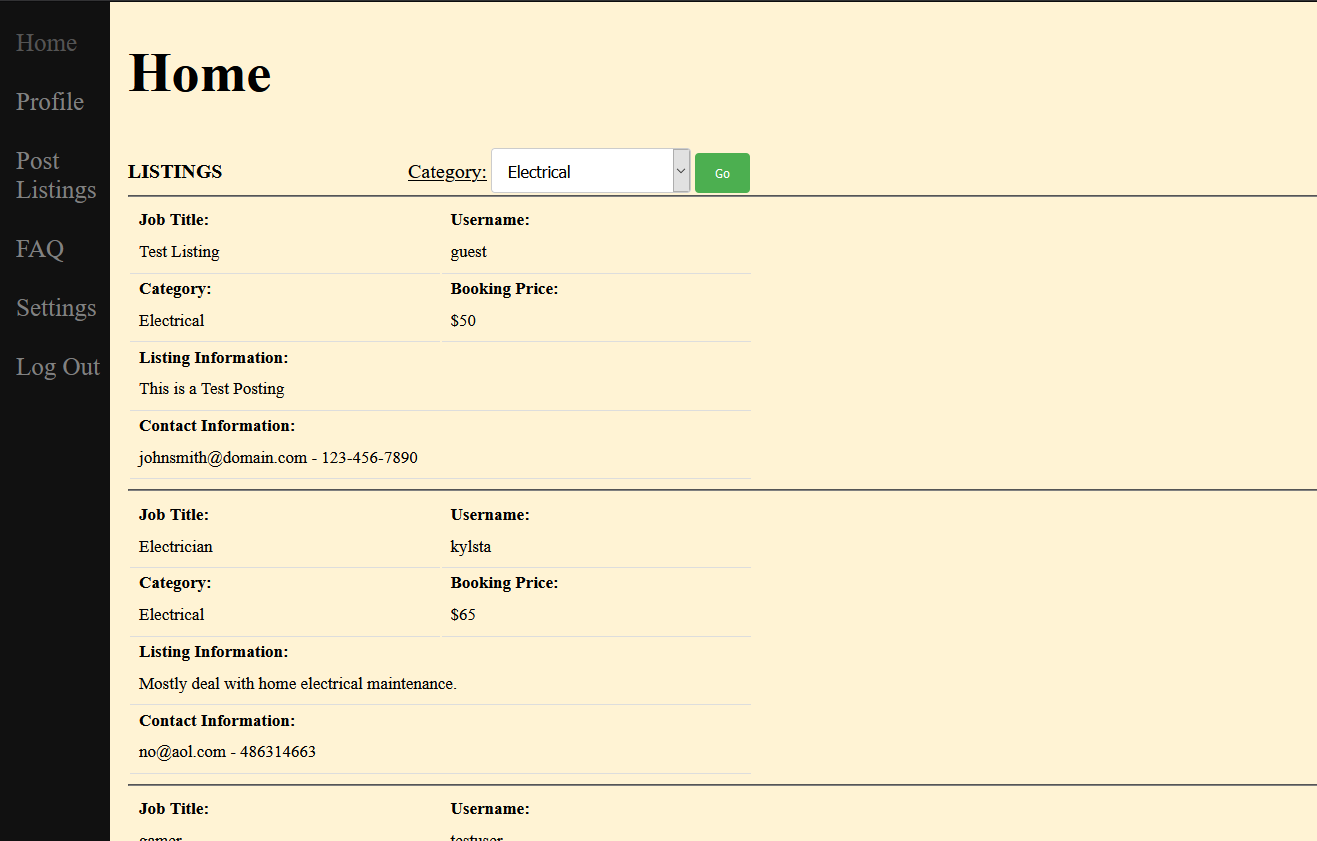 Home
Profile
Post
Listings
FAQ
Settings
Log Out
Home
LISTINGS Category: Electrical Go
Job Title: Username:
Test Listing guest
Category: Booking Price:
Electrical $50
Listing Information:
This is a Test Posting
Contact Information:
johnsmith@domain.com - 123-456-7890
Job Title: Username:
Electrician kylsta
Category: Booking Price:
Electrical $65
Listing Information:
Mostly deal with home electrical maintenance.
Contact Information:
no@aol.com - 486314663
Job Title: Username:
gamer testuser